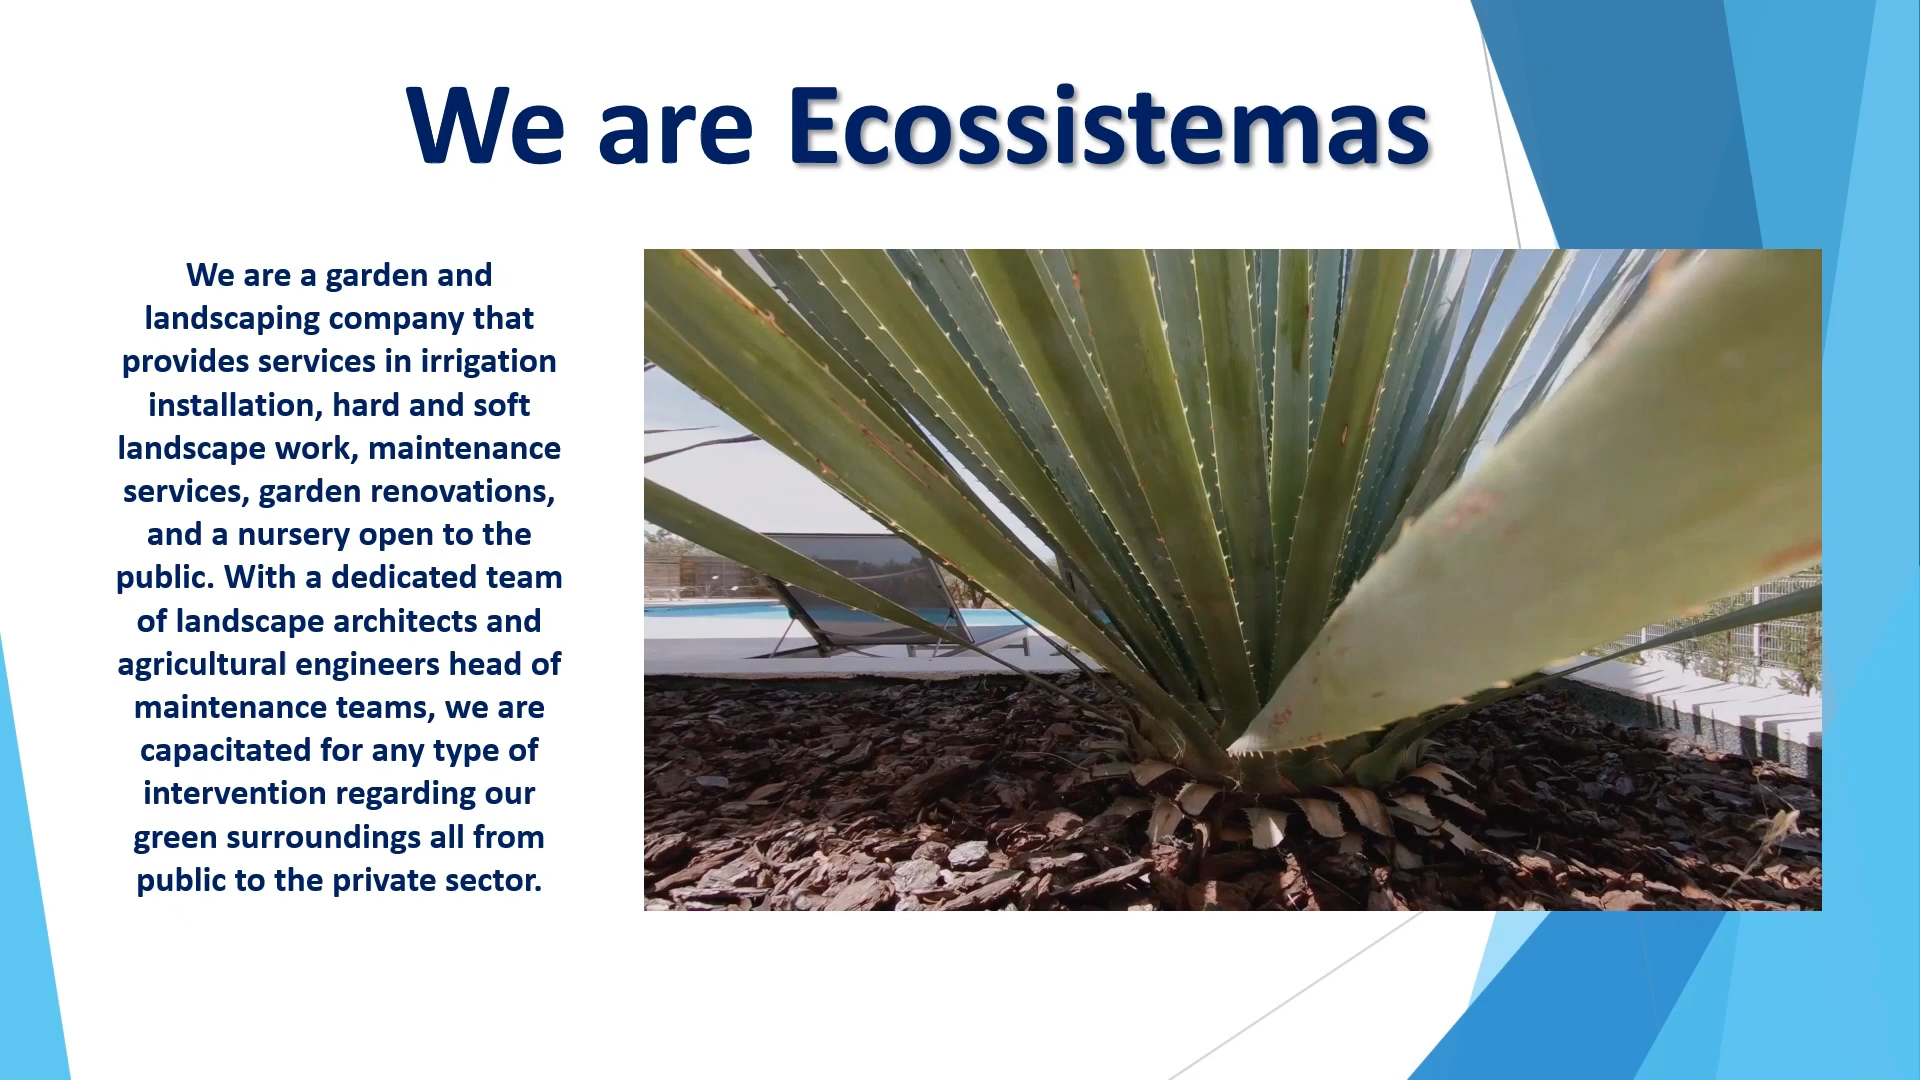 We are Ecossistemas
We are a garden and
landscaping company that
provides services in irrigation
installation, hard and soft
landscape work, maintenance
services, garden renovations,
and a nursery open to the
public. With a dedicated team
of landscape architects and
agricultural engineers head of
maintenance teams, we are
capacitated for any type of
intervention regarding our
green surroundings all from
public to the private sector.